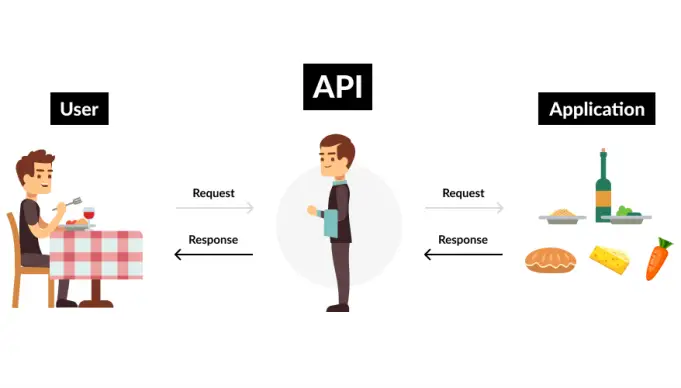 API
User
Application
Request
Request
Response
Response